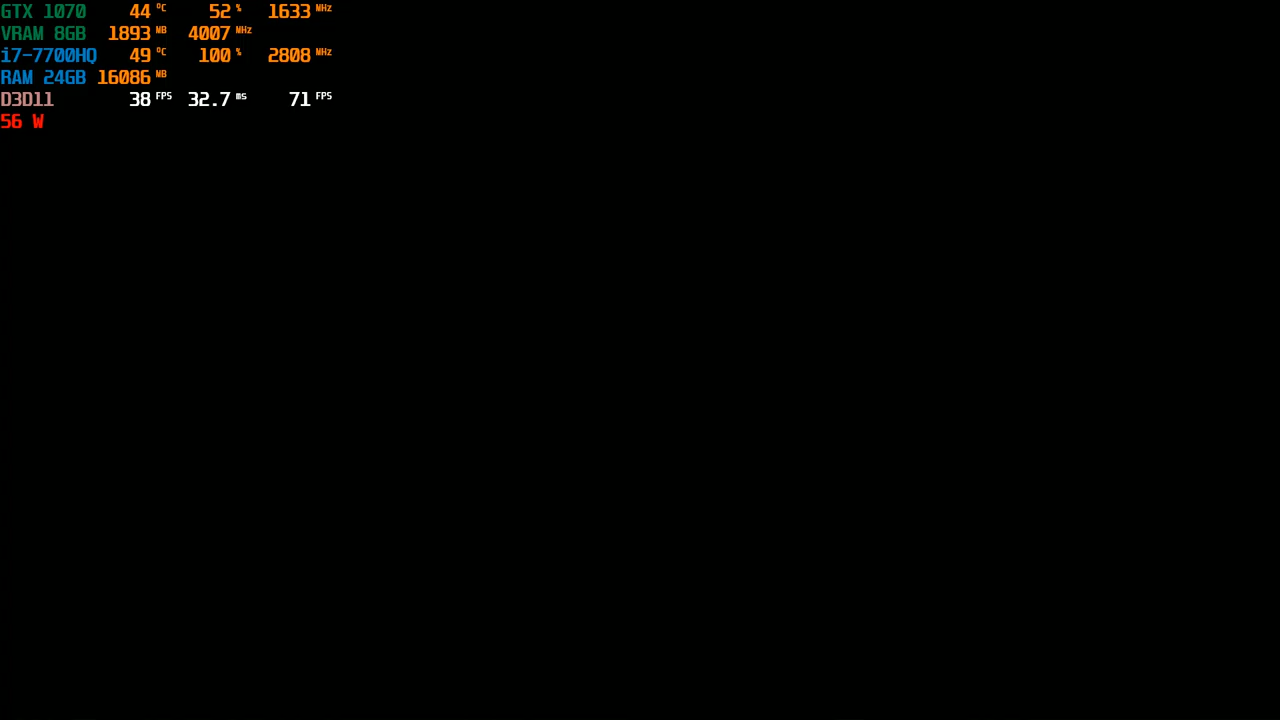 GTX 1070 44 °C 52 % 1633 MHz
VRAM 8GB 1893 MB 4007 MHz
i7-7700HQ 49 °C 100 % 2808 MHz
RAM 24GB 16086 MB
D3D11 38 FPS 32.7 ms 71 FPS
56 W